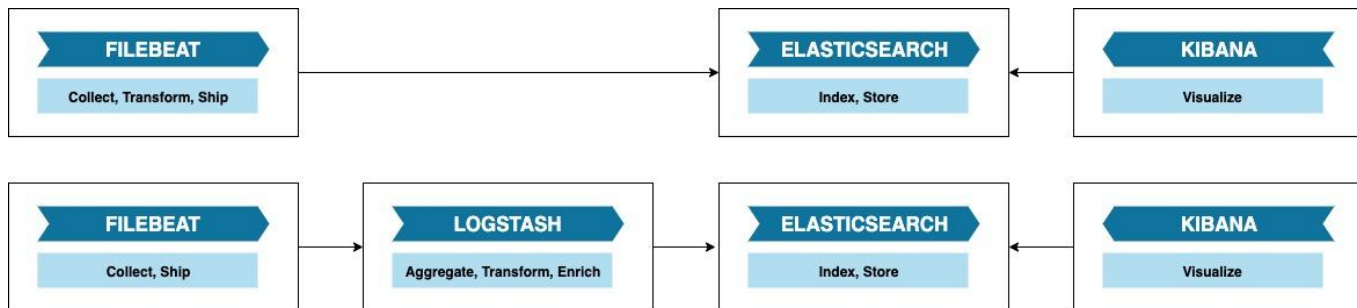 FILEBEAT
Collect, Transform, Ship
ELASTICSEARCH
Index, Store
KIBANA
Visualize
FILEBEAT
Collect, Ship
LOGSTASH
Aggregate, Transform, Enrich
ELASTICSEARCH
Index, Store
KIBANA
Visualize